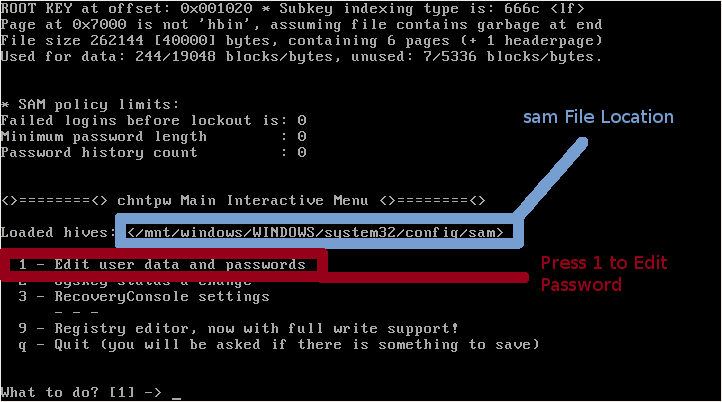 ROOT KEY at offset: 0x001020 * Subkey indexing type is: 666c <lf>
Page at 0x7000 is not 'hbin', assuming file contains garbage at end
File size 262144 [40000] bytes, containing 6 pages (+ 1 headerpage)
Used for data: 244/19048 blocks/bytes, unused: 7/5336 blocks/bytes.
* SAM policy limits:
Failed logins before lockout is: 0
Minimum password length        : 0
Password history count         : 0
sam File Location
<>========<> chntpw Main Interactive Menu <>========<>
Loaded hives: </mnt/windows/WINDOWS/system32/config/sam>
1 - Edit user data and passwords
2 - Syskey status & change
3 - RecoveryConsole settings
- - -
9 - Registry editor, now with full write support!
q - Quit (you will be asked if there is something to save)
Press 1 to Edit
Password
What to do? [1] -> _